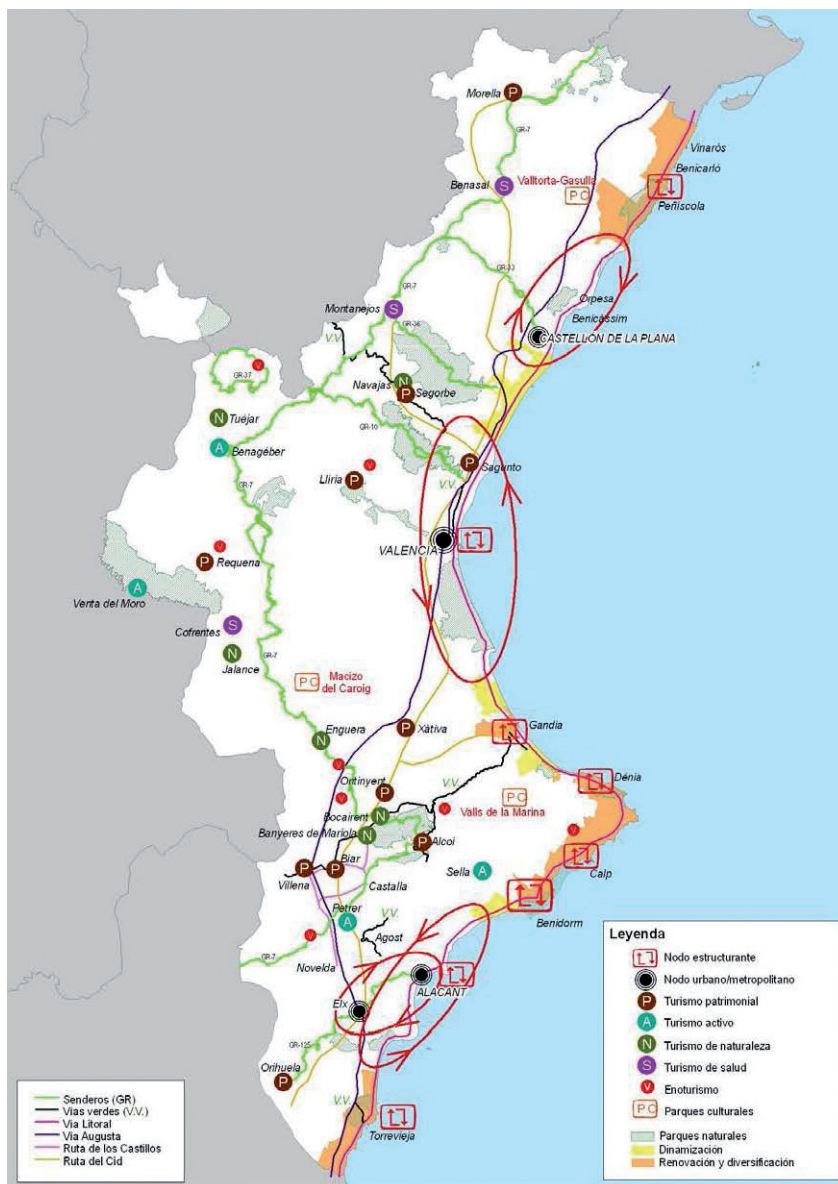 Morella
P
GR-7
Vinaròs
Benasal
S
Valltorta-Gasulla
PC
Benicarló
Peñíscola
GR-33
GR-7
Orpesa
Montanejos
S
Benicàssim
GR-36
V.V.
CASTELLÓN DE LA PLANA
V
GR-37
Navajas
N
P
Segorbe
N
Tuéjar
GR-10
A
Benagéber
V
Sagunto
P
Llíria
P
V.V.
GR-7
VALENCIA
V
P
Requena
A
Venta del Moro
Cofrentes
S
N
Jalance
GR-7
PC
Macizo
del Caroig
Enguera
N
P
Xàtiva
Gandia
V
Ontinyent
P
V.V.
Dénia
V
Bocairent
N
V
PC
Valls de la Marina
Banyeres de Mariola
N
P
Alcoi
V
Biar
P
P
Villena
Castalla
Sella
A
Calp
Petrer
A
V.V.
Benidorm
Agost
V
GR-7
Novelda
ALACANT
Elx
GR-125
Orihuela
P
V.V.
Torrevieja
Leyenda
Nodo estructurante
Nodo urbano/metropolitano
P Turismo patrimonial
A Turismo activo
N Turismo de naturaleza
S Turismo de salud
V Enoturismo
PC Parques culturales
Parques naturales
Dinamización
Renovación y diversificación
Senderos (GR)
Vías verdes (V.V.)
Vía Litoral
Vía Augusta
Ruta de los Castillos
Ruta del Cid